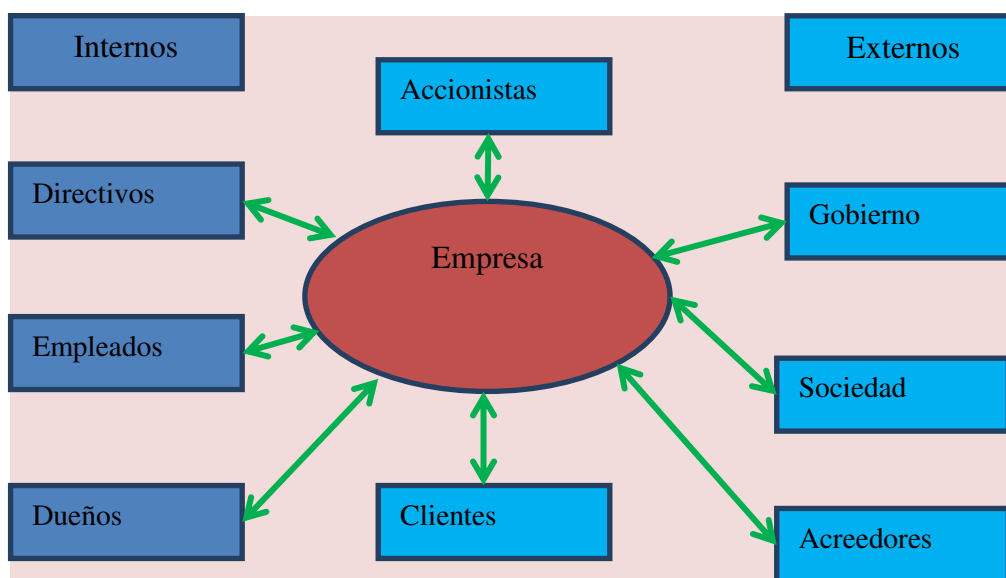 Internos
Externos
Accionistas
Directivos
Gobierno
Empresa
Empleados
Sociedad
Dueños
Clientes
Acreedores